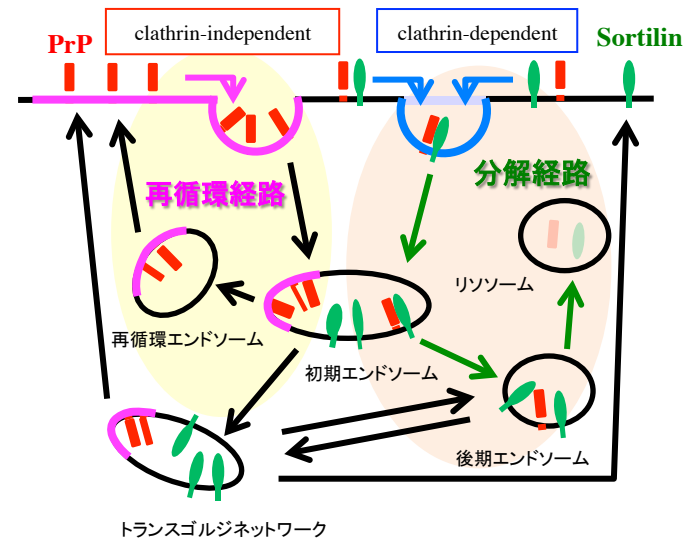 PrP
clathrin-independent
clathrin-dependent
Sortilin
再循環経路
分解経路
リソソーム
再循環エンドソーム
初期エンドソーム
後期エンドソーム
トランスゴルジネットワーク